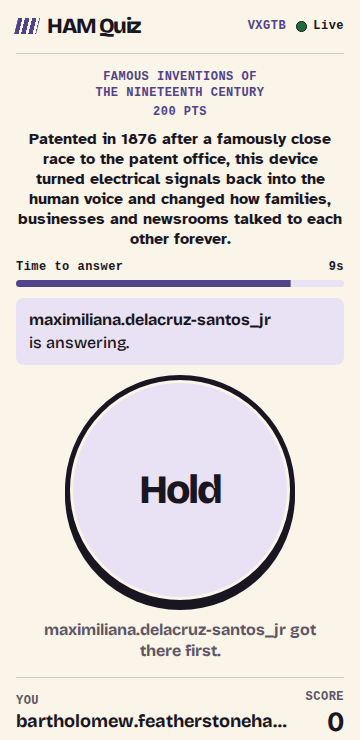 HAM Quiz
VXGTB Live
FAMOUS INVENTIONS OF
THE NINETEENTH CENTURY
200 PTS
Patented in 1876 after a famously close
race to the patent office, this device
turned electrical signals back into the
human voice and changed how families,
businesses and newsrooms talked to each
other forever.
Time to answer 9s
maximiliana.delacruz-santos_jr
is answering.
Hold
maximiliana.delacruz-santos_jr got
there first.
YOU SCORE
bartholomew.featherstoneha... 0